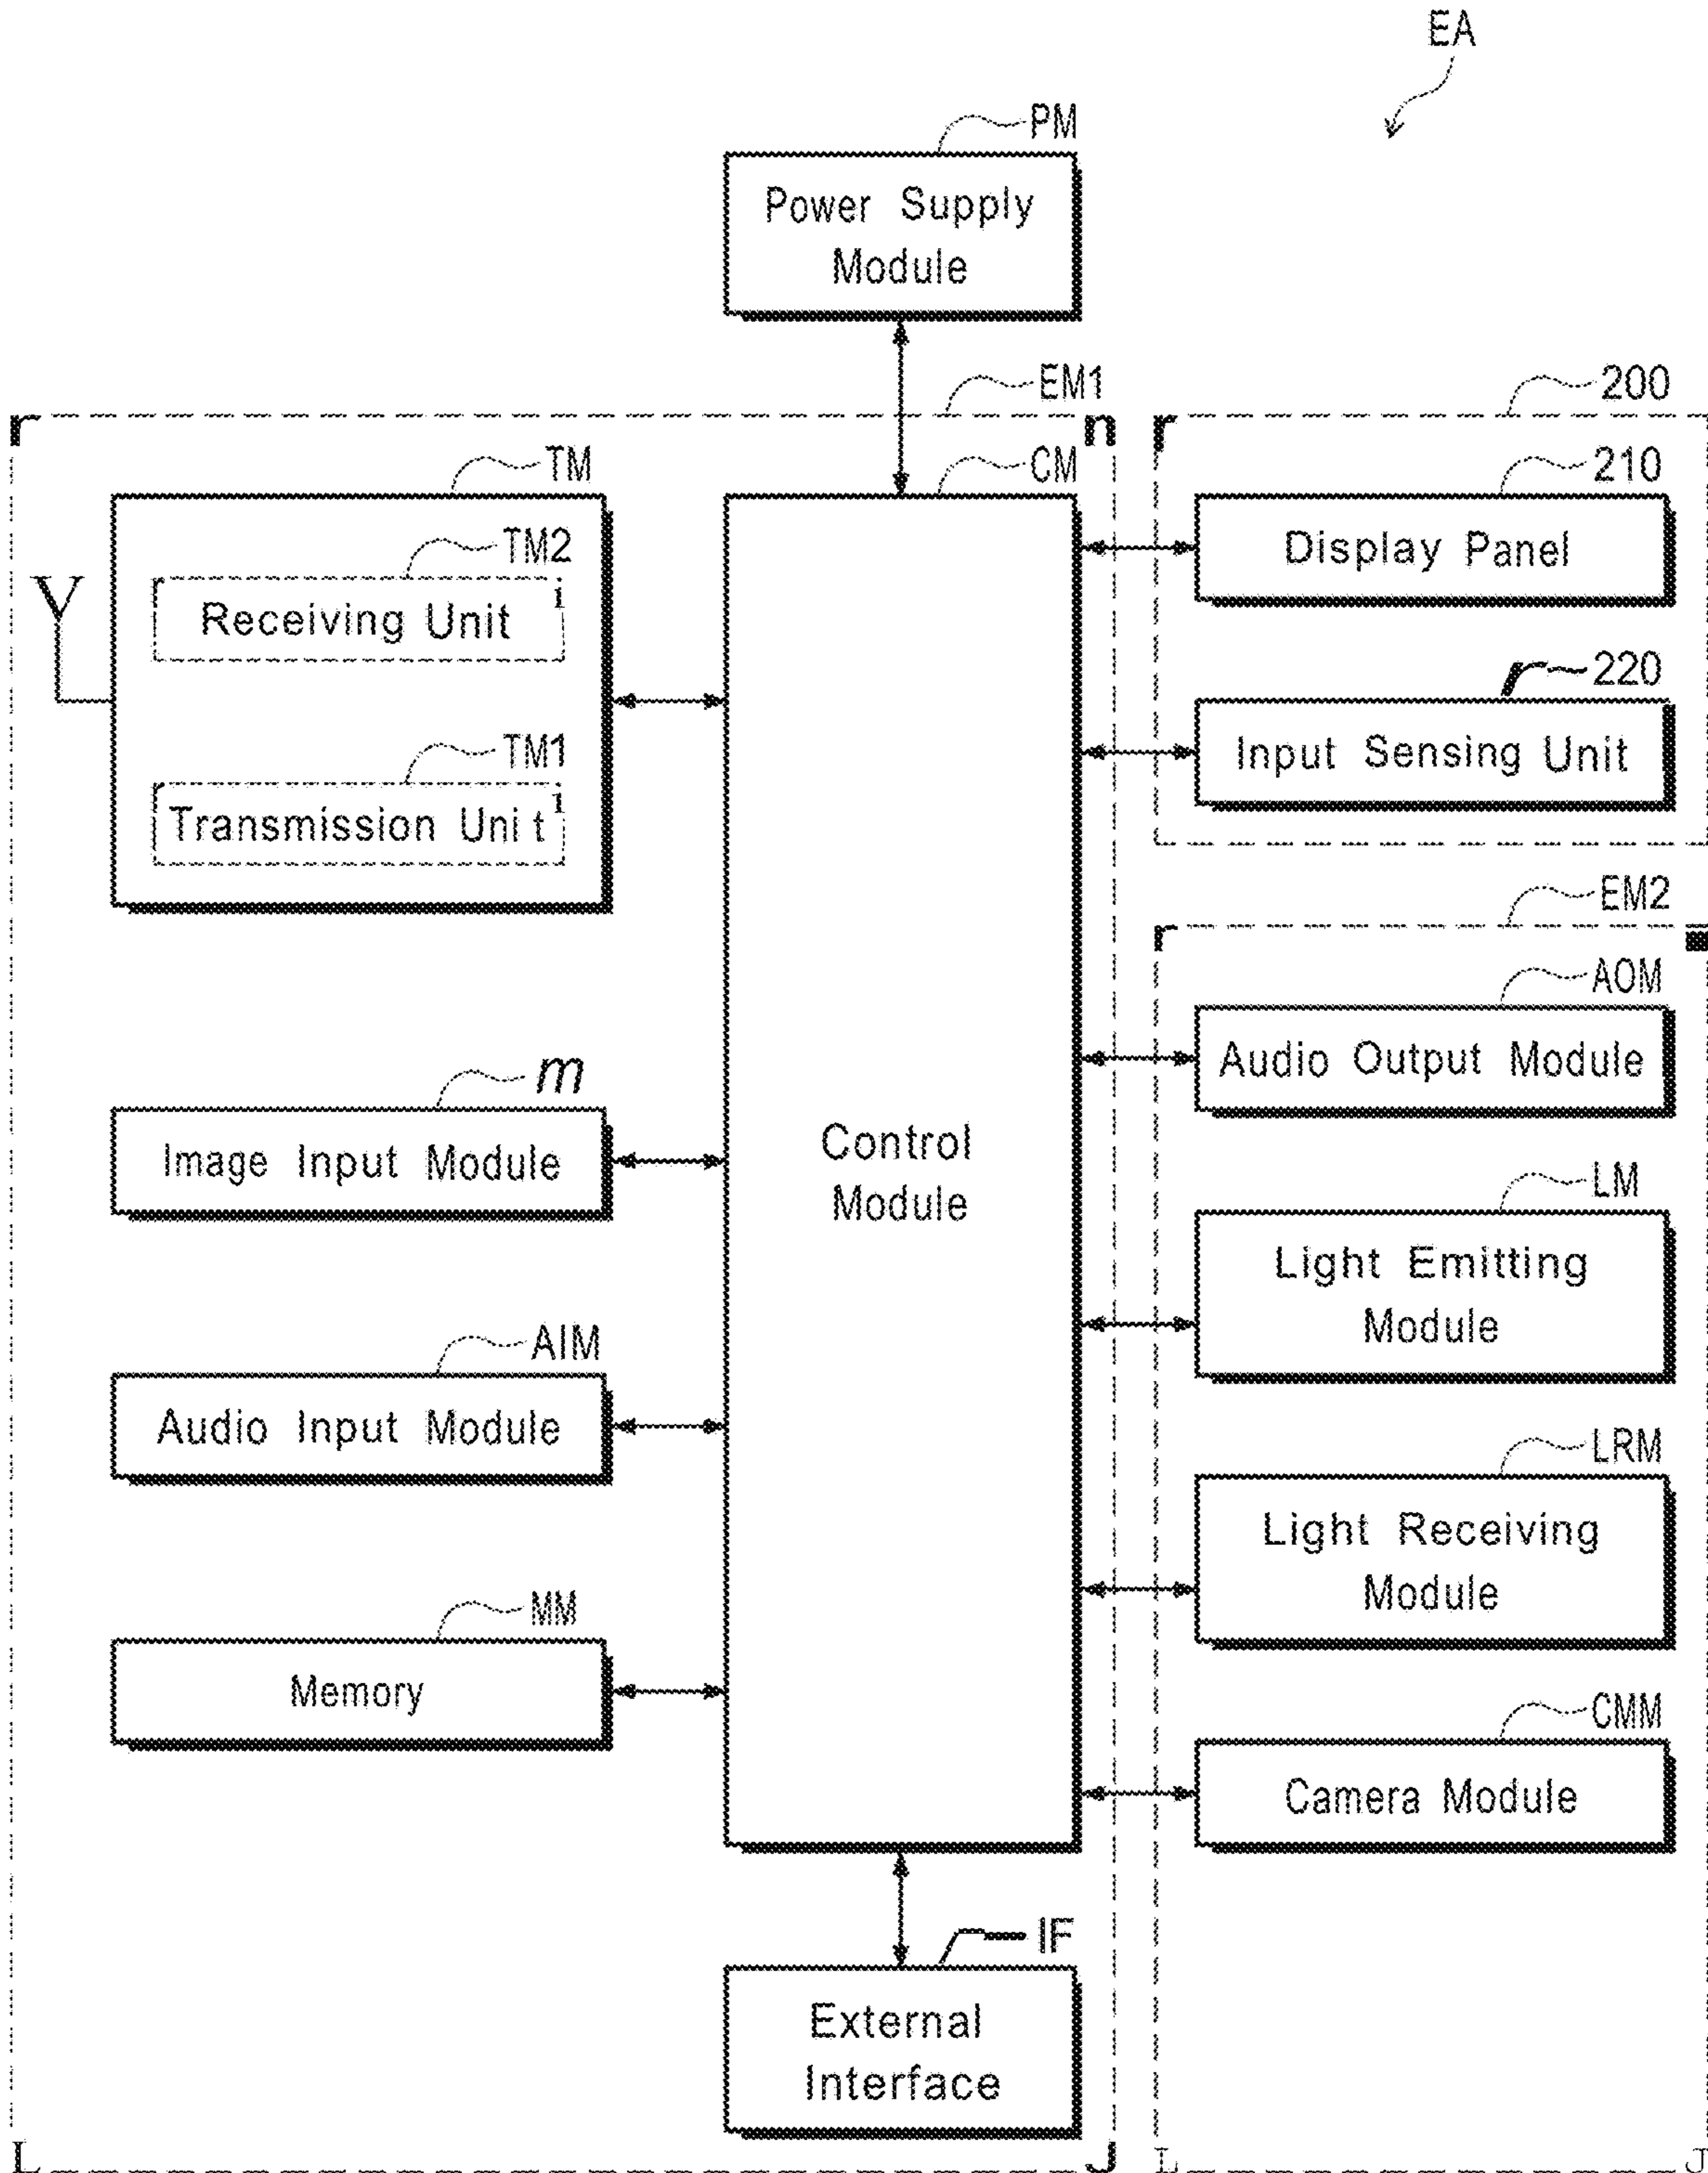 EA
PM
Power Supply
Module
EM1
200
TM
CM
210
TM2
Display Panel
Receiving Unit
220
TM1
Input Sensing Unit
Transmission Unit
EM2
AOM
Audio Output Module
m
Image Input Module
Control
Module
LM
Light Emitting
Module
AIM
Audio Input Module
LRM
Light Receiving
Module
MM
Memory
CMM
Camera Module
IF
External
Interface